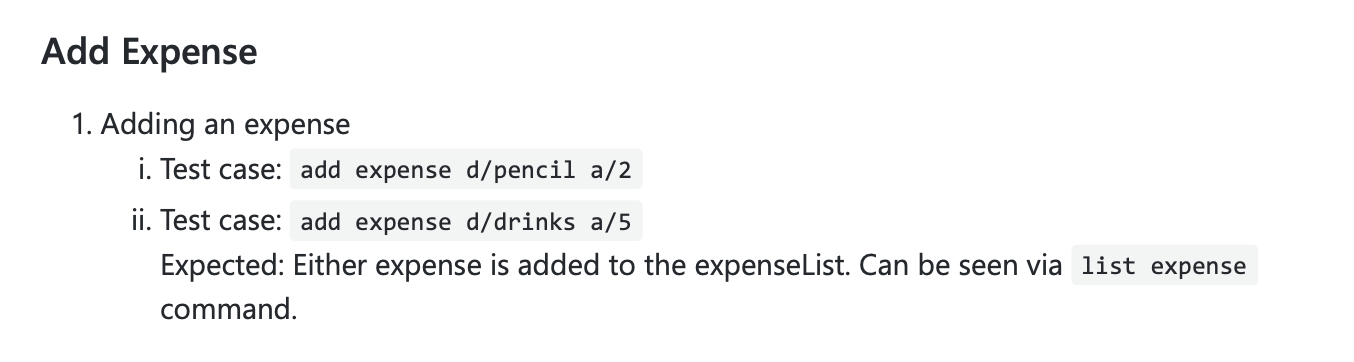 Add Expense
1. Adding an expense
i. Test case: add expense d/pencil a/2
ii. Test case: add expense d/drinks a/5
Expected: Either expense is added to the expenseList. Can be seen via list expense
command.